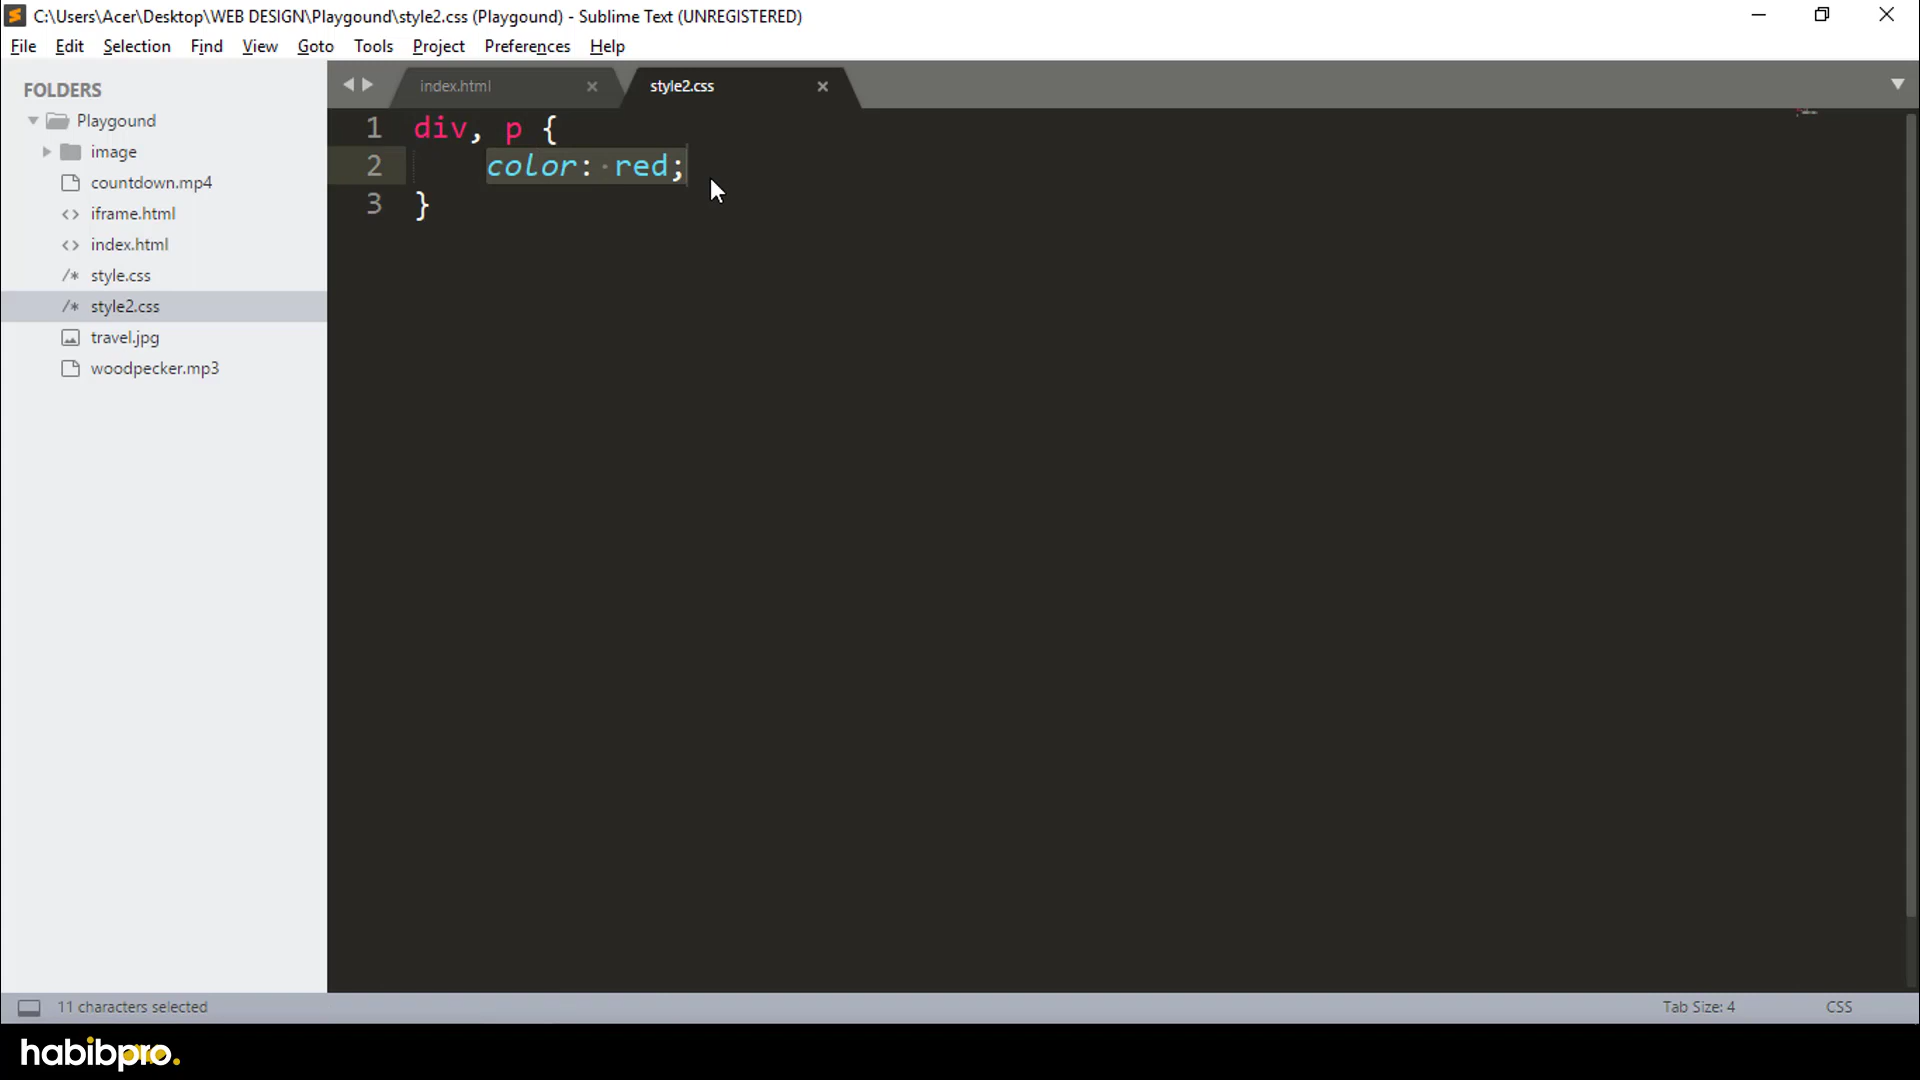 C:\Users\Acer\Desktop\WEB DESIGN\Playgound\style2.css (Playgound) - Sublime Text (UNREGISTERED)
File Edit Selection Find View Goto Tools Project Preferences Help
FOLDERS
Playgound
image
countdown.mp4
iframe.html
index.html
style.css
style2.css
travel.jpg
woodpecker.mp3
index.html
style2.css
1 div, p {
2 color: red;
3 }
11 characters selected
Tab Size: 4
CSS
habibpro.